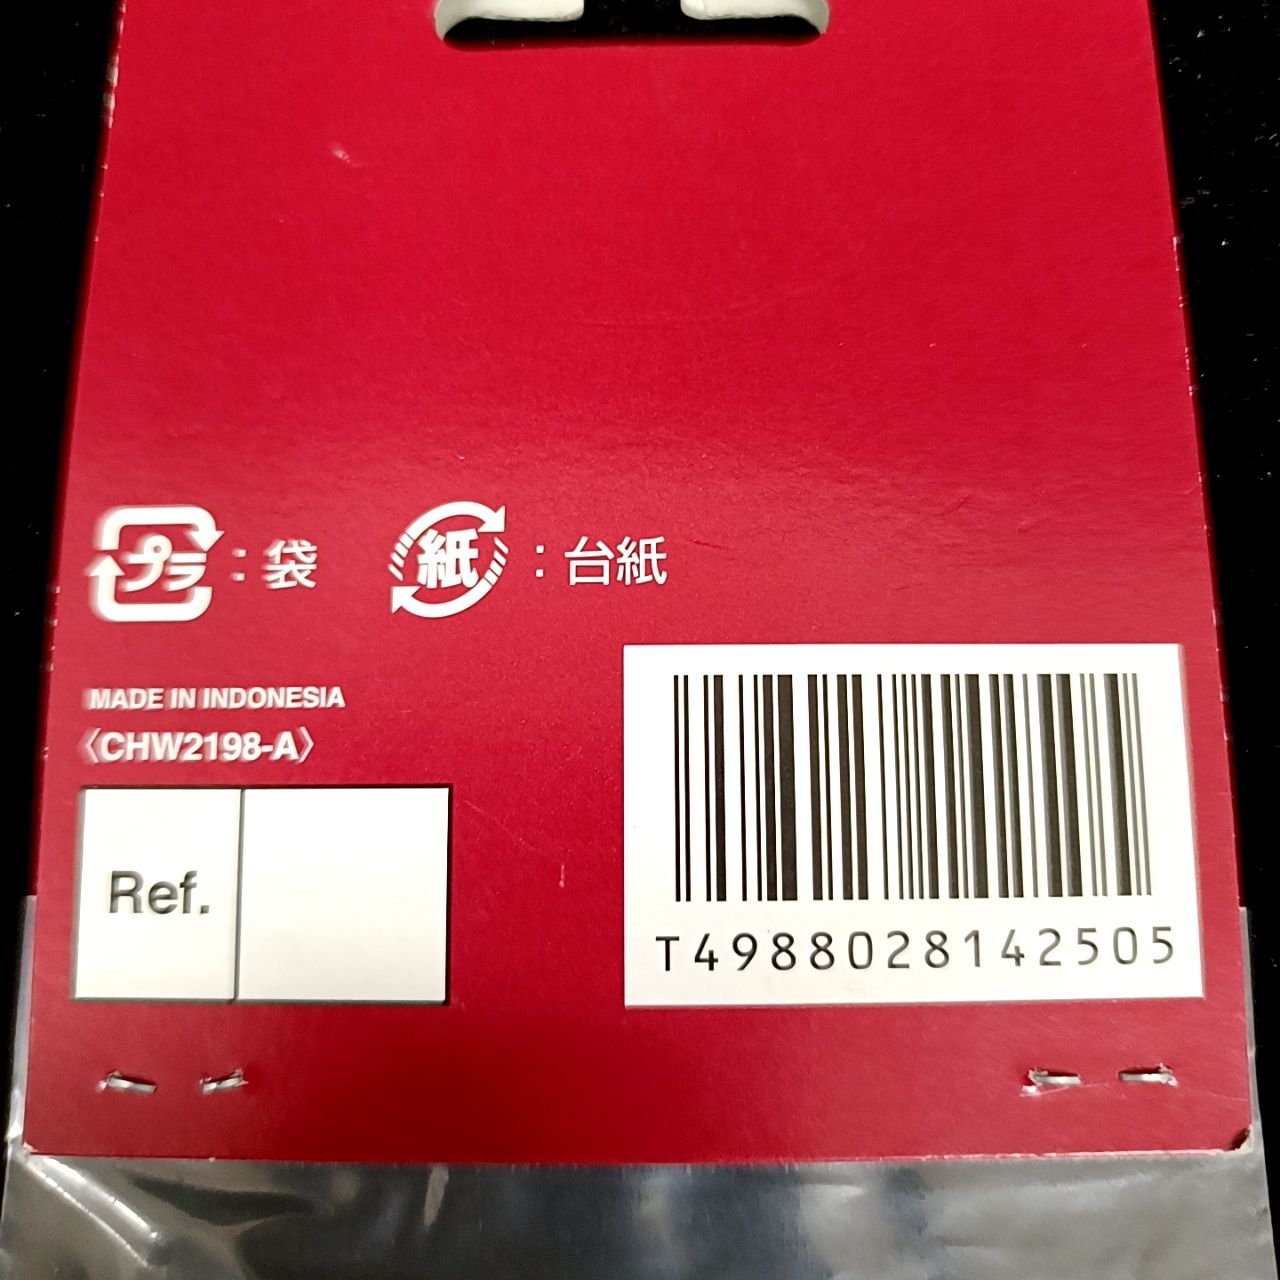 プラ : 袋 紙 : 台紙
MADE IN INDONESIA
〈CHW2198-A〉
Ref.
T4988028142505